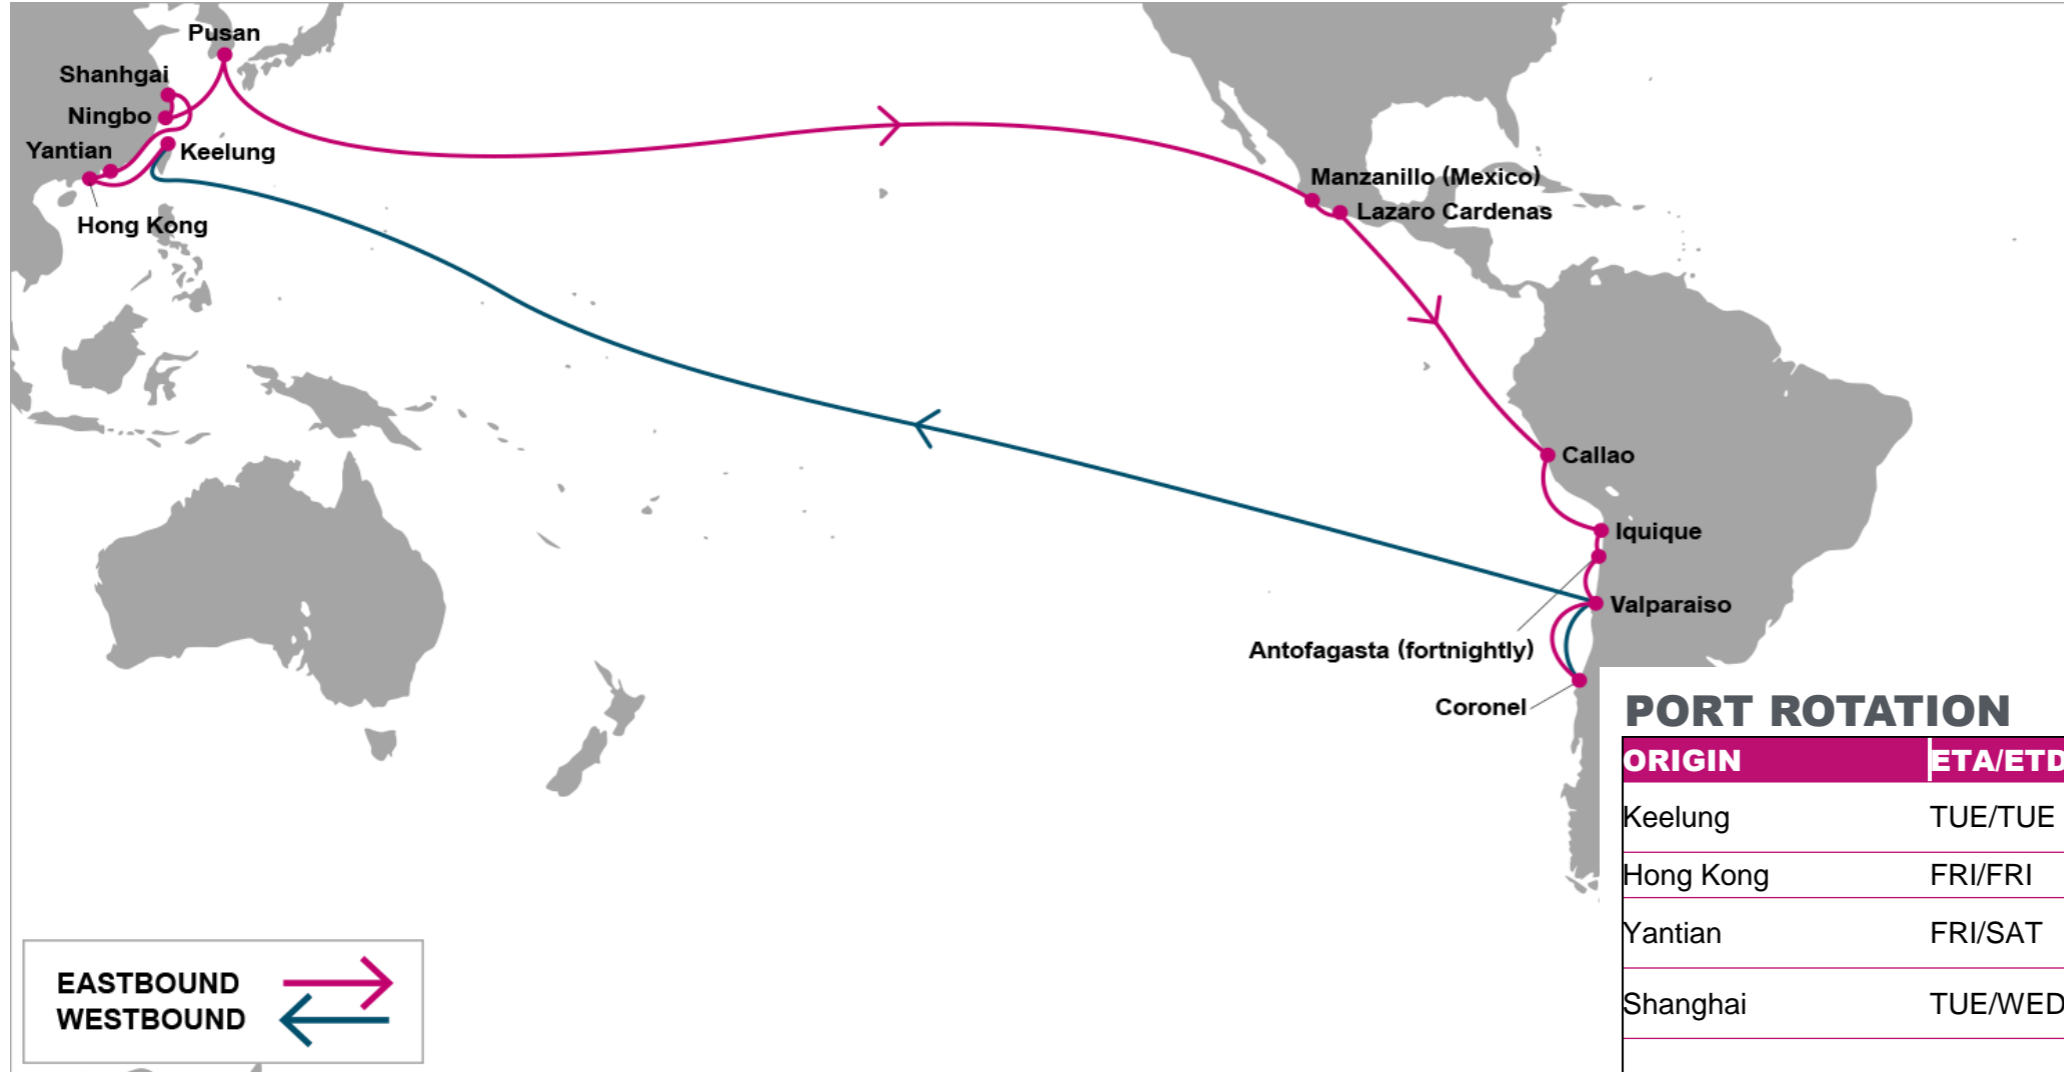 Pusan
Shanhgai
Ningbo
Yantian
Keelung
Hong Kong
Manzanillo (Mexico)
Lazaro Cardenas
Callao
Iquique
Valparaiso
Antofagasta (fortnightly)
Coronel
EASTBOUND
WESTBOUND
PORT ROTATION
ORIGIN ETA/ETD
Keelung TUE/TUE
Hong Kong FRI/FRI
Yantian FRI/SAT
Shanghai TUE/WED